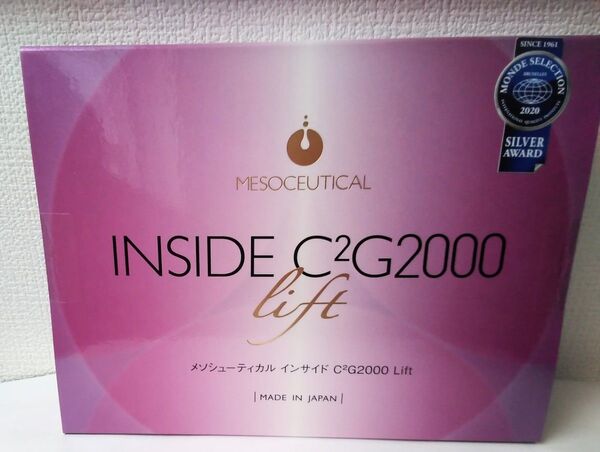 SINCE 1961
MONDE SELECTION
BRUSSELS
2020
SILVER
AWARD
MESOCEUTICAL
INSIDE C²G2000
lift
メソシューティカル インサイド C²G2000 Lift
MADE IN JAPAN